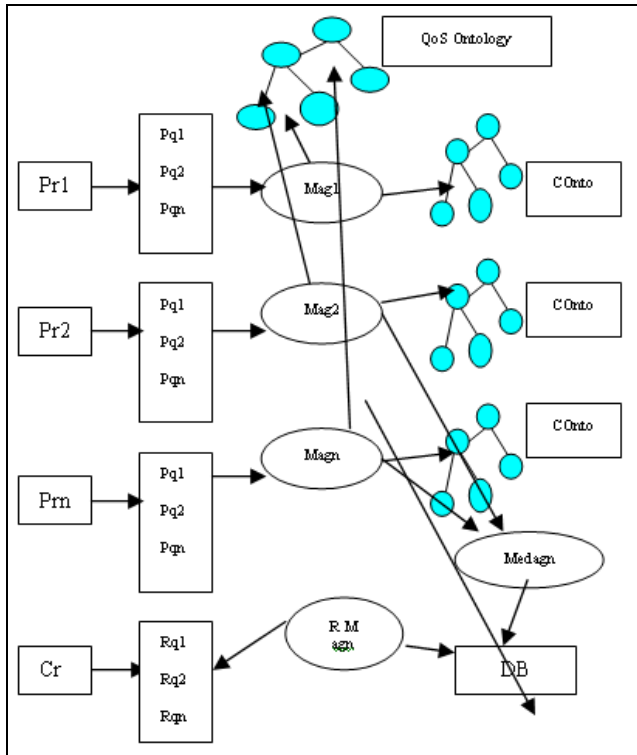 QoS Ontology
Pr1
Pq1
Pq2
Pqn
Mag1
COnto
Pr2
Pq1
Pq2
Pqn
Mag2
COnto
Prn
Pq1
Pq2
Pqn
Magn
COnto
Medagn
Cr
Rq1
Rq2
Rqn
R M
agn
DB